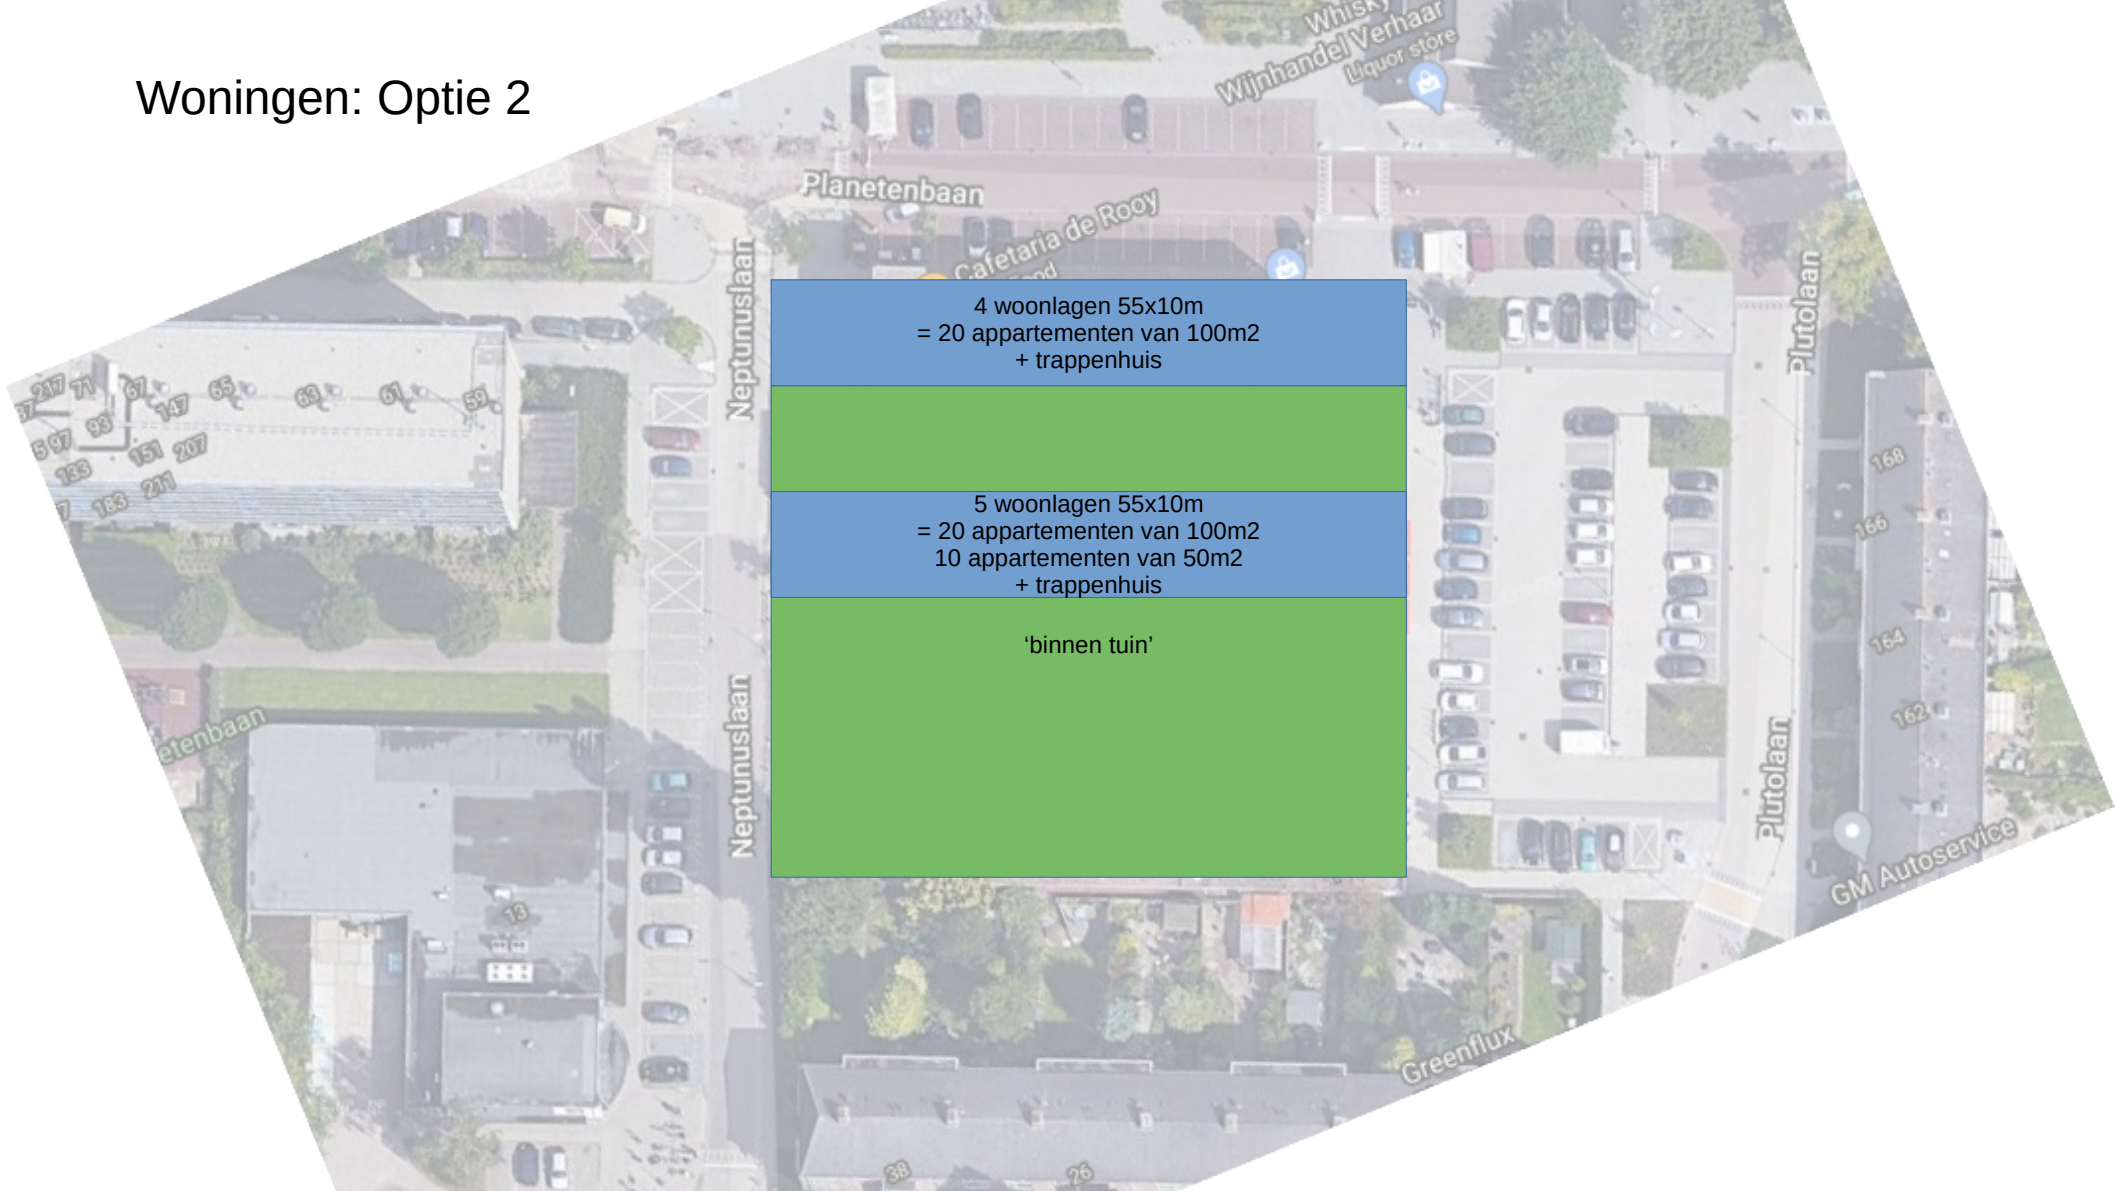 Woningen: Optie 2
Whisky
Wijnhandel Verhaar
Liquor store
Planetenbaan
Cafetaria de Rooy
Food
Neptunuslaan
Plutolaan
4 woonlagen 55x10m
= 20 appartementen van 100m2
+ trappenhuis
217
71
67
147
65
63
61
59
93
97
151
207
133
211
183
5 woonlagen 55x10m
= 20 appartementen van 100m2
10 appartementen van 50m2
+ trappenhuis
168
166
164
162
'binnen tuin'
etenbaan
Neptunuslaan
Plutolaan
GM Autoservice
13
Greenflux
38
26